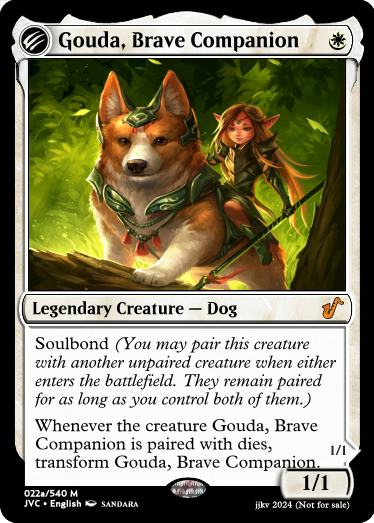 Gouda, Brave Companion
Legendary Creature — Dog
Soulbond (You may pair this creature
with another unpaired creature when either
enters the battlefield. They remain paired
for as long as you control both of them.)
Whenever the creature Gouda, Brave
Companion is paired with dies,
transform Gouda, Brave Companion.
1/1
1/1
022a/540 M
JVC • English SANDARA
jjkv 2024 (Not for sale)